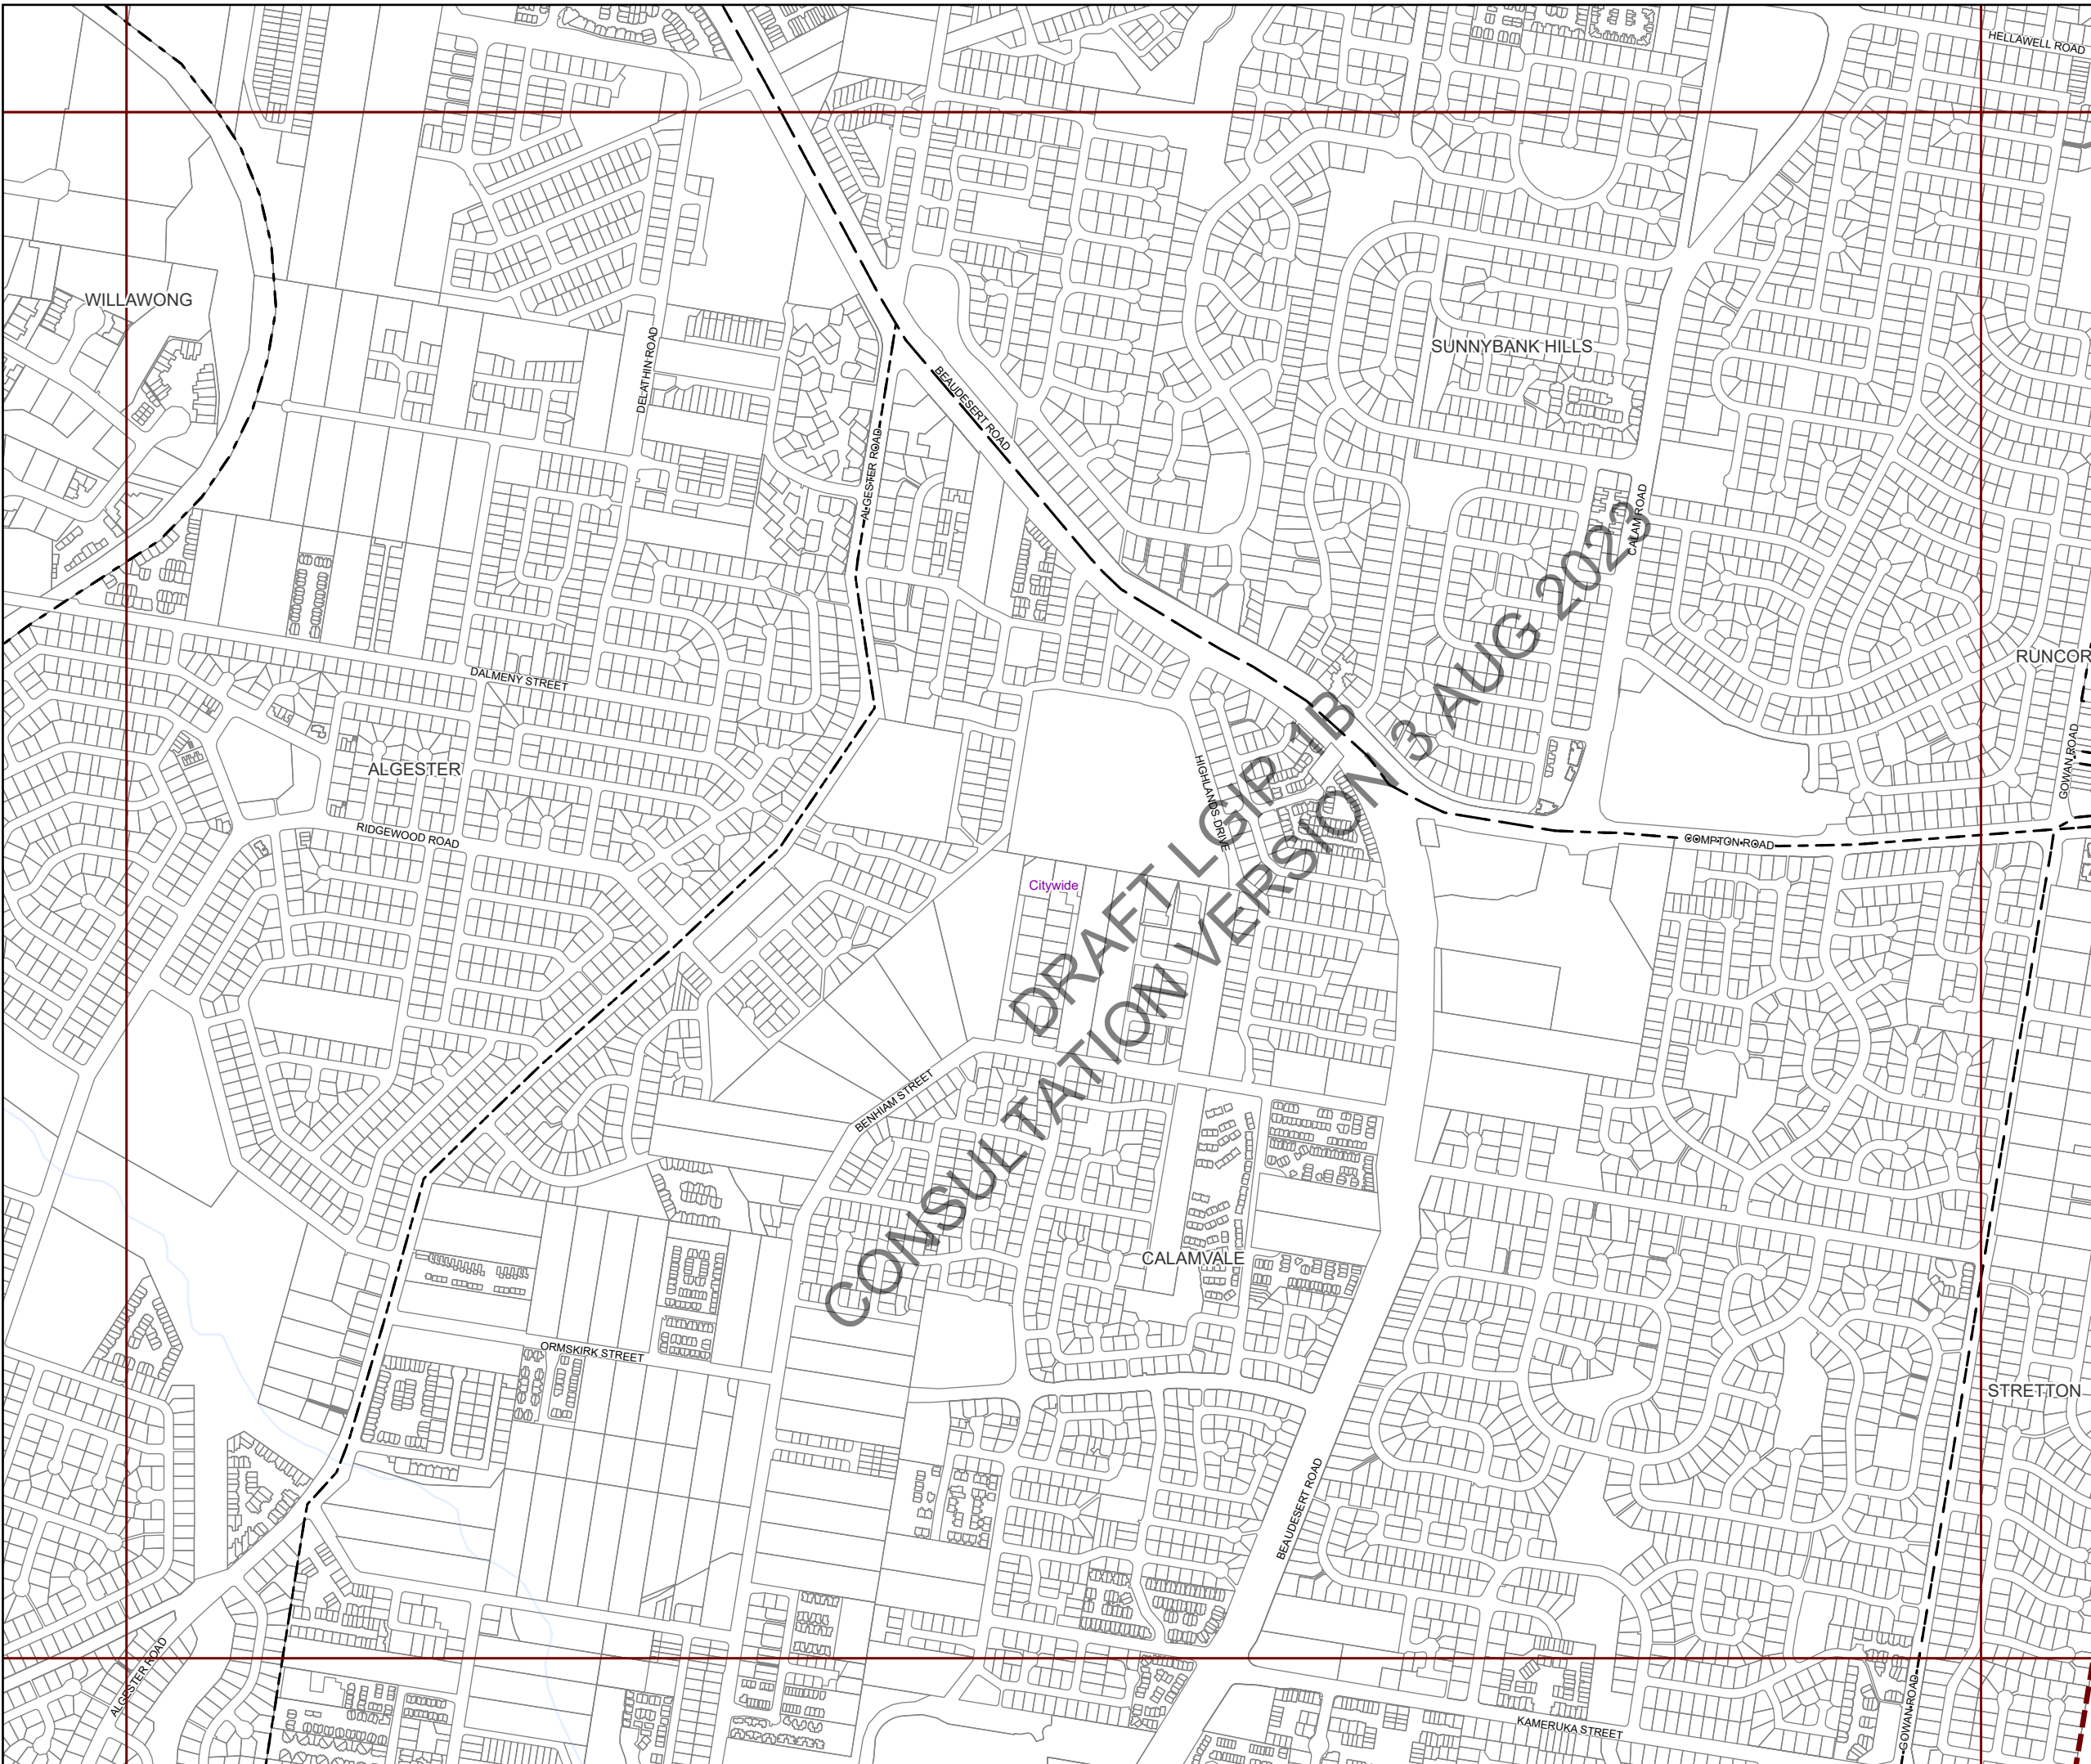 HELLAWELL ROAD
WILLAWONG
SUNNYBANK HILLS
DELATHIN ROAD
BEAUDESERT ROAD
ALGESTER ROAD
CALAM ROAD
RUNCOR
DALMENY STREET
GOWAN ROAD
ALGESTER
HIGHLANDS DRIVE
RIDGEWOOD ROAD
COMPTON ROAD
Citywide
DRAFT LGIP 1B
CONSULTATION VERSION 3 AUG 2023
BENHIAM STREET
CALAMVALE
ORMSKIRK STREET
STRETTON
BEAUDESERT ROAD
ALGESTER ROAD
GOWAN ROAD
KAMERUKA STREET